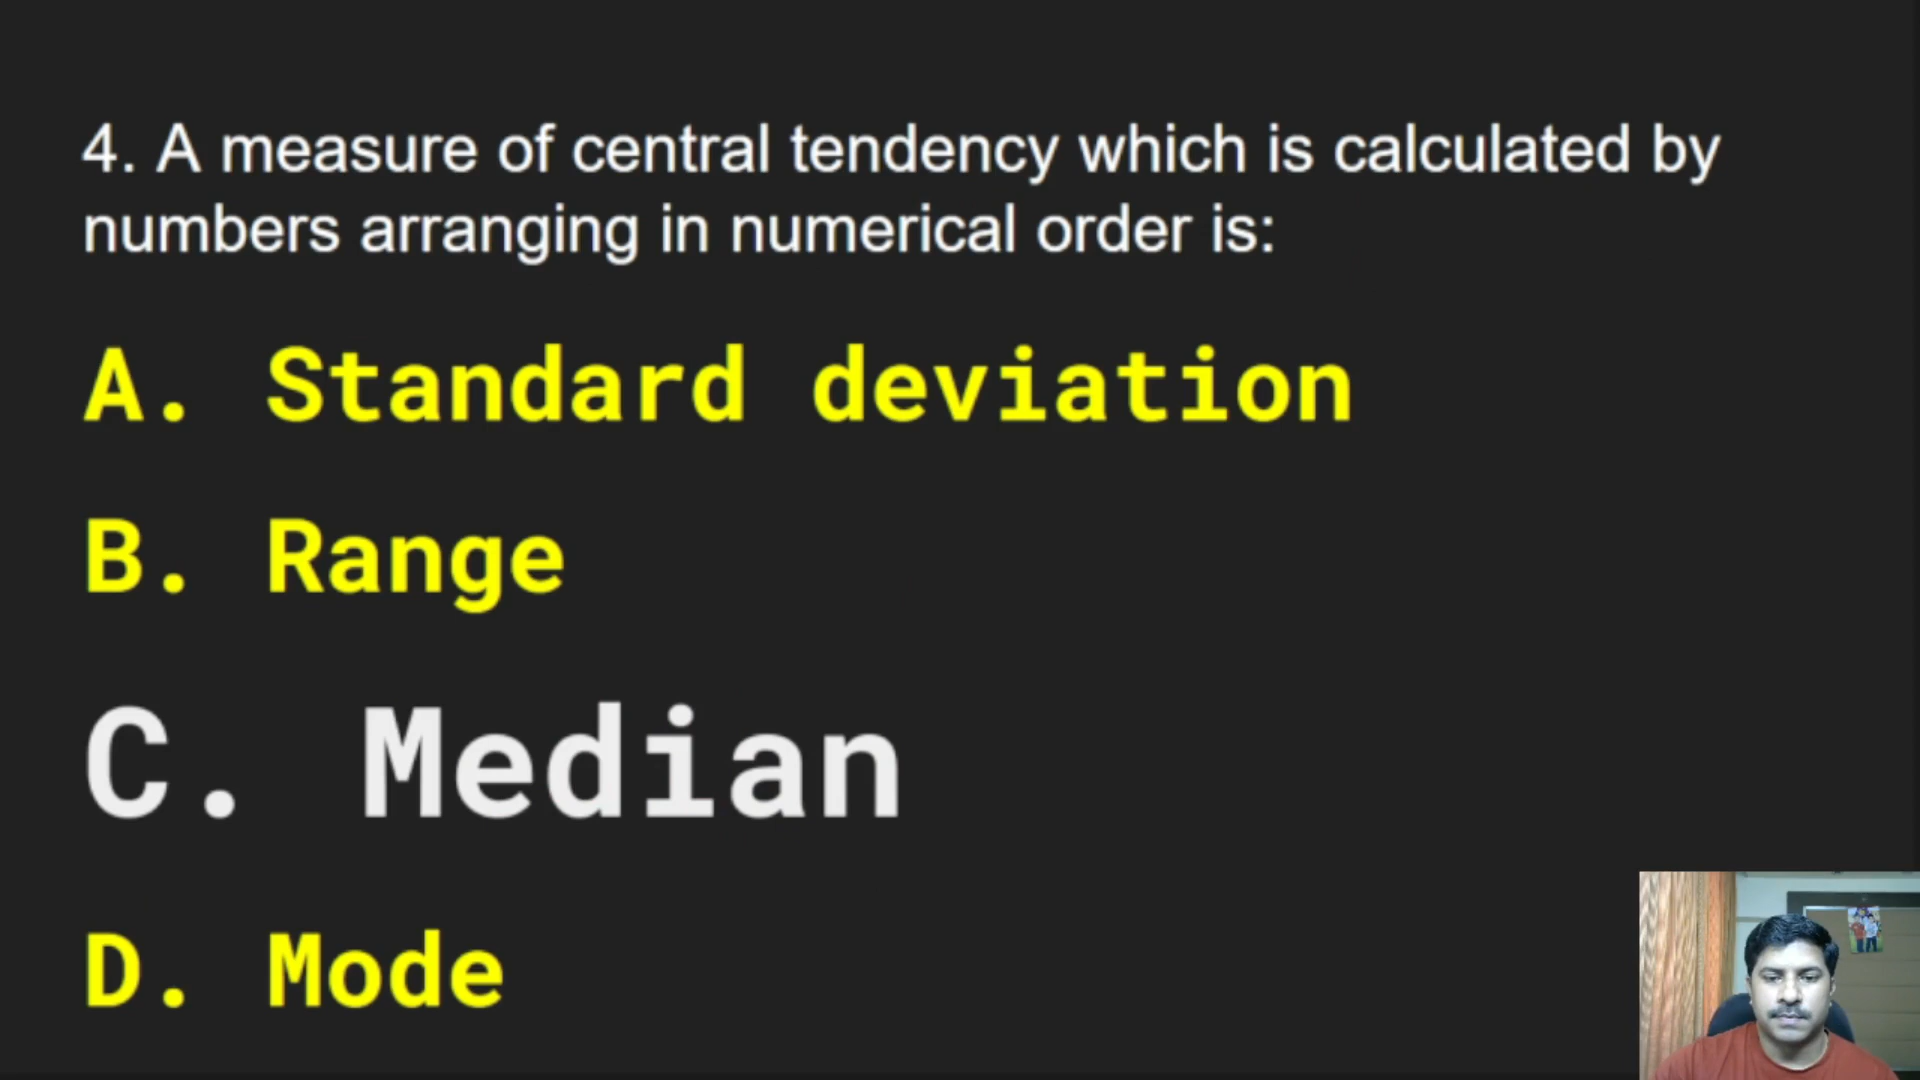 4. A measure of central tendency which is calculated by
numbers arranging in numerical order is:
A. Standard deviation
B. Range
C. Median
D. Mode